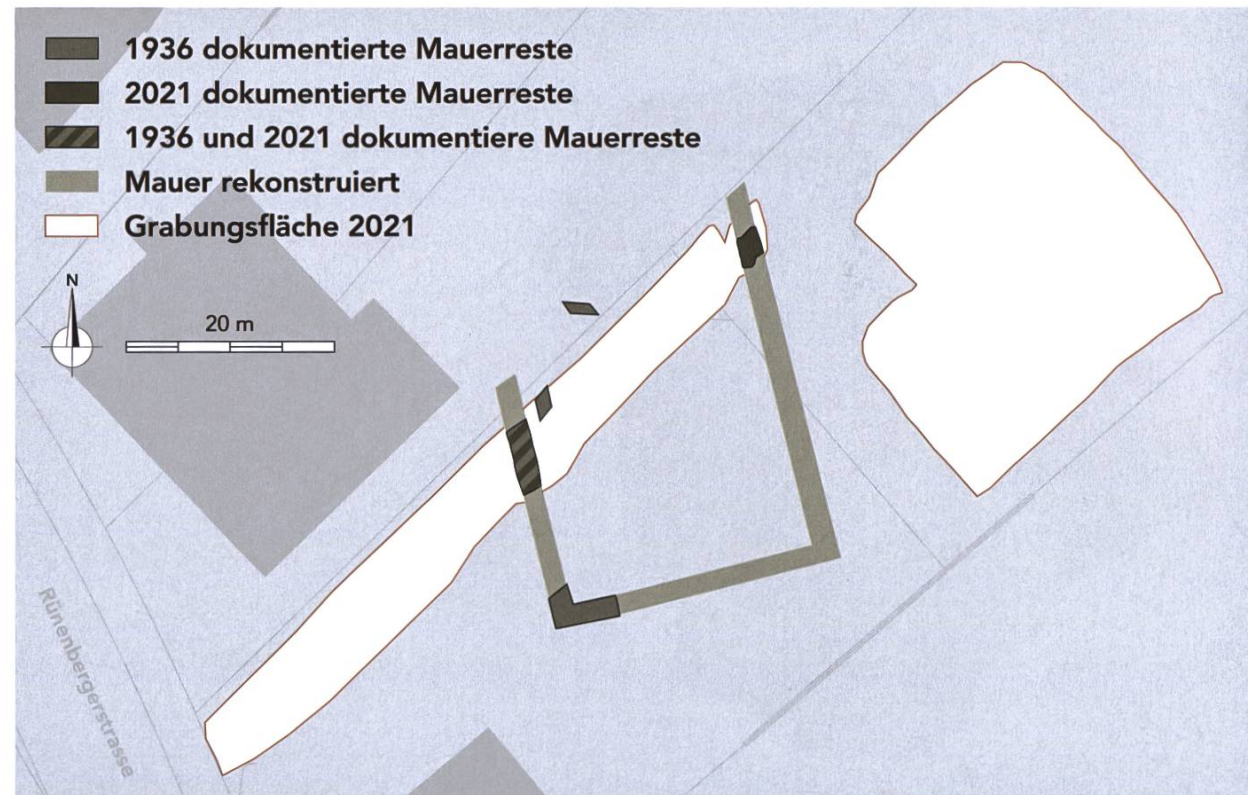 1936 dokumentierte Mauerreste
2021 dokumentierte Mauerreste
1936 und 2021 dokumentiere Mauerreste
Mauer rekonstruiert
Grabungsfläche 2021
N
20 m
Rünenbergerstrasse